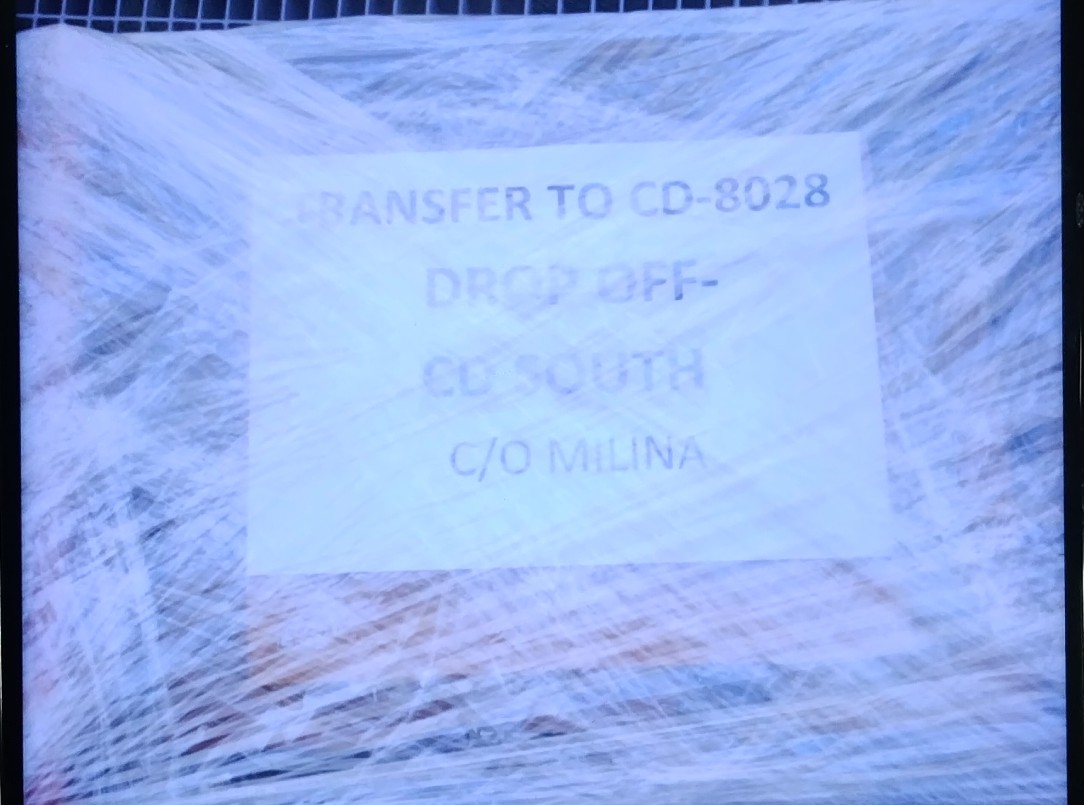 TRANSFER TO CD-8028
DROP OFF-
CD SOUTH
C/O MiLINA